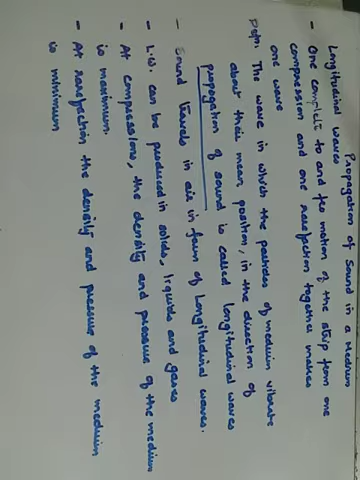 Propagation of Sound in a Medium
Longitudinal waves
- One complete to and fro motion of the strip form one
compression and one rarefaction together makes
one wave
Defn: The wave in which the particles of medium vibrate
about their mean position, in the direction of
propagation of sound is called longitudinal waves
- Sound travels in air in form of Longitudinal waves.
- L.W. can be produced in solids, liquids and gases
- At compressions, the density and pressure of the medium
is maximum.
- At rarefaction the density and pressure of the medium
is minimum